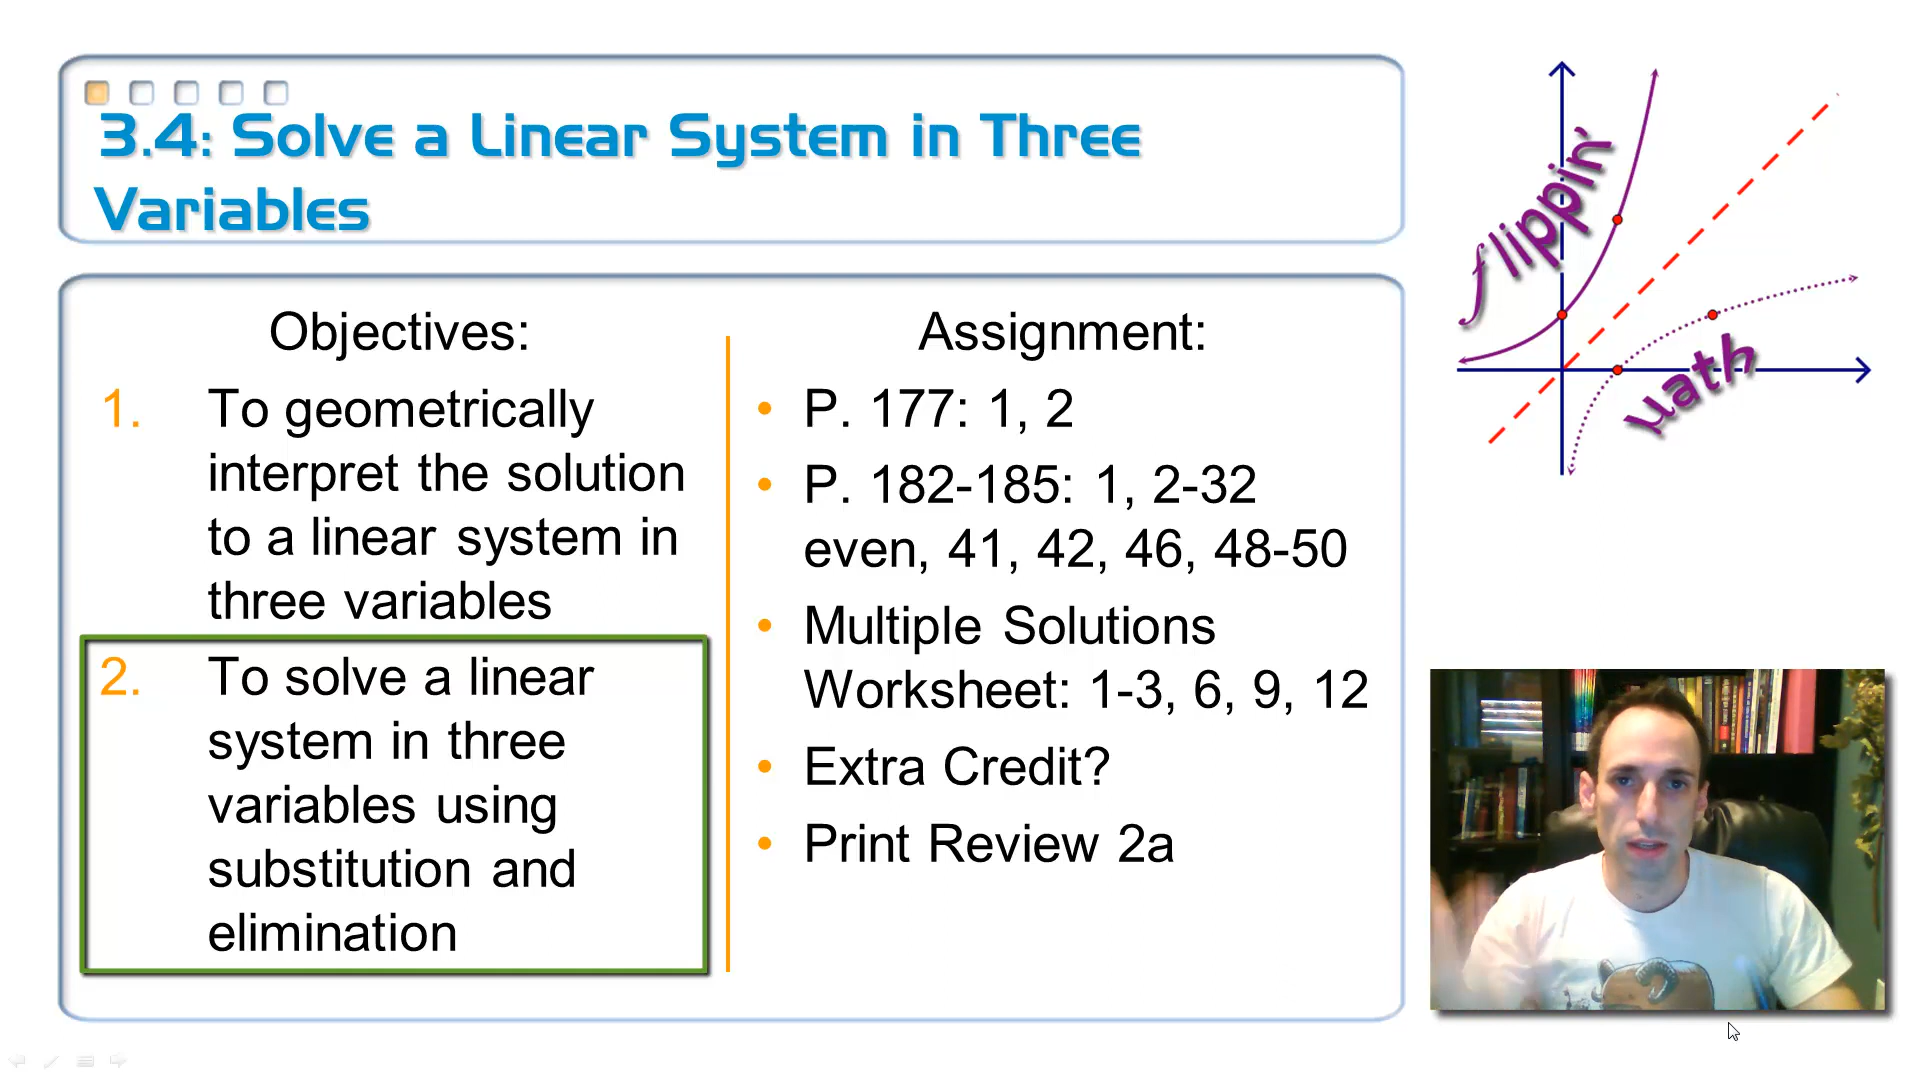 3.4: Solve a Linear System in Three
Variables
Objectives:
1. To geometrically
interpret the solution
to a linear system in
three variables
2. To solve a linear
system in three
variables using
substitution and
elimination
Assignment:
• P. 177: 1, 2
• P. 182-185: 1, 2-32
even, 41, 42, 46, 48-50
• Multiple Solutions
Worksheet: 1-3, 6, 9, 12
• Extra Credit?
• Print Review 2a
flippin'
μath